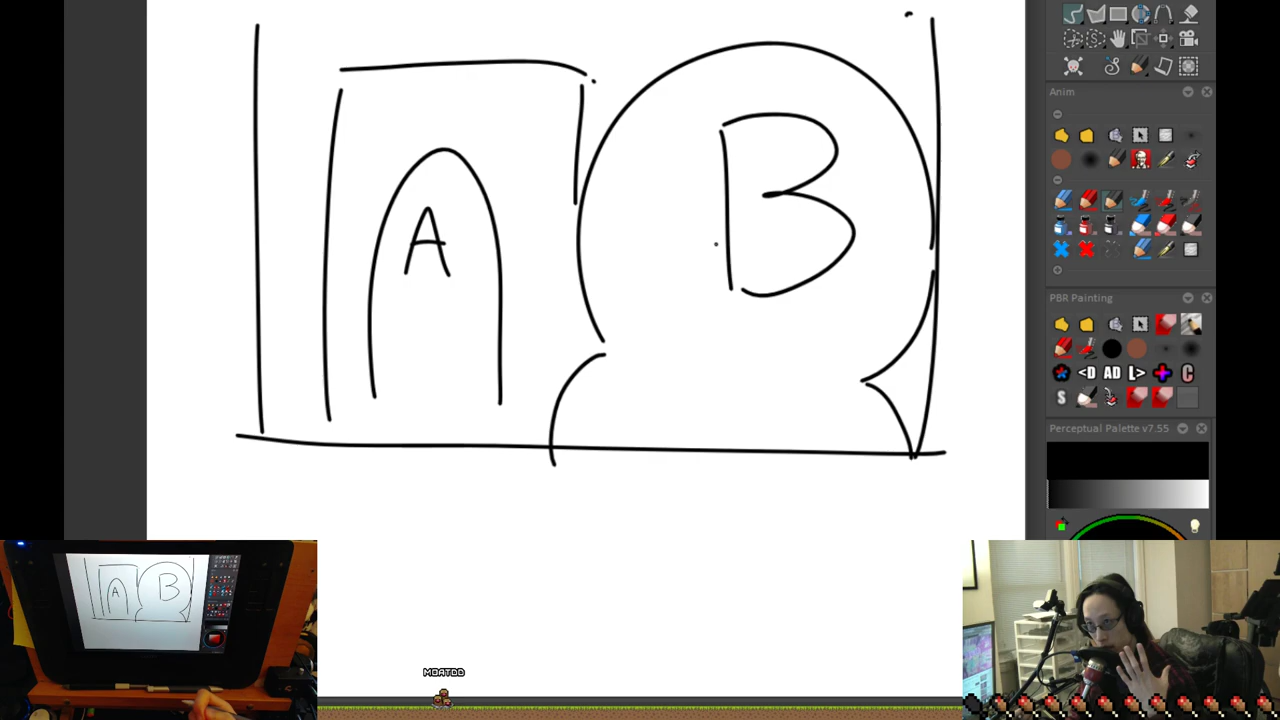 A
B
Anim
PBR Painting
<D AD L> C
S
Perceptual Palette v7.55
A
B
MOATDD